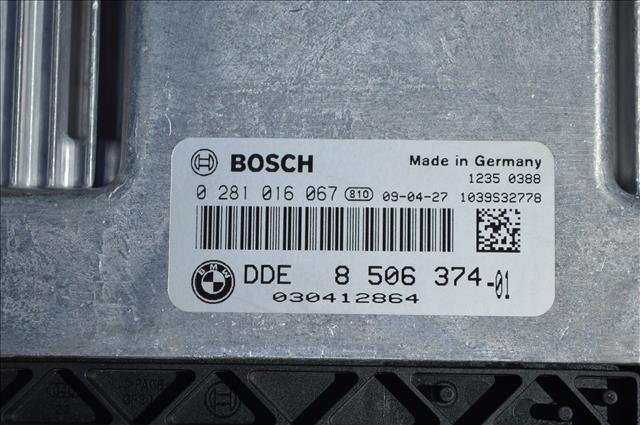 BOSCH Made in Germany
1235 0388
0 281 016 067 810 09-04-27 1039S32778
BMW DDE 8 506 374-01
030412864